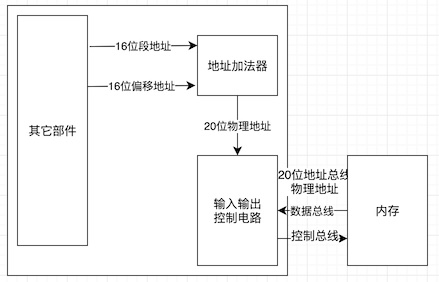 16位段地址
地址加法器
16位偏移地址
其它部件
20位物理地址
20位地址总线
物理地址
输入输出
控制电路
数据总线
内存
控制总线